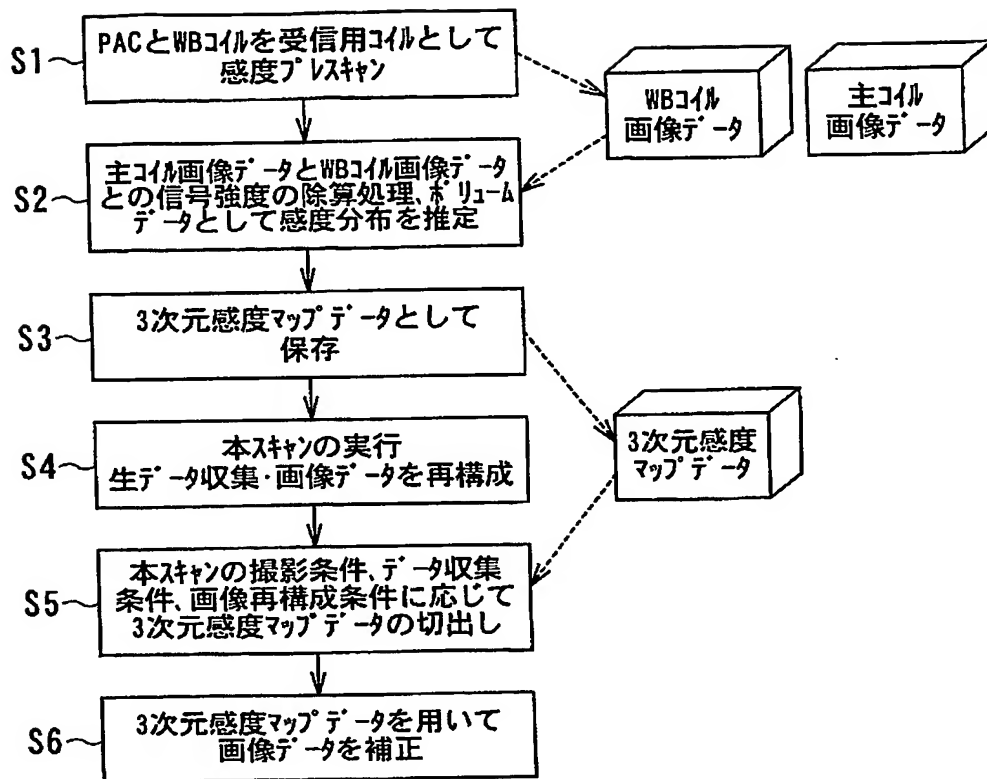 S1
PACとWBコイルを受信用コイルとして
感度プレスキャン
WBコイル
画像データ
主コイル
画像データ
S2
主コイル画像データとWBコイル画像データ
との信号強度の除算処理、ボリューム
データとして感度分布を推定
S3
3次元感度マップデータとして
保存
S4
本スキャンの実行
生データ収集・画像データを再構成
3次元感度
マップデータ
S5
本スキャンの撮影条件、データ収集
条件、画像再構成条件に応じて
3次元感度マップデータの切出し
S6
3次元感度マップデータを用いて
画像データを補正